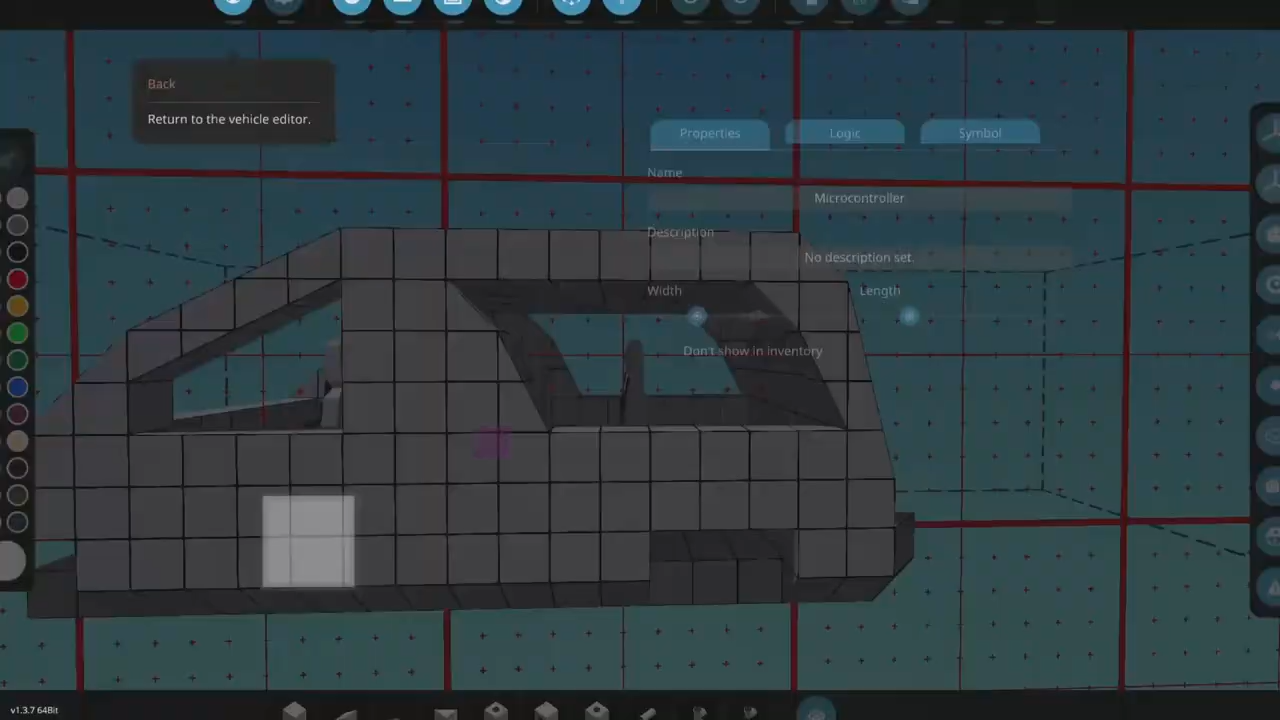 Back
Return to the vehicle editor.
Properties
Logic
Symbol
Name
Microcontroller
Description
No description set.
Width
Length
Don't show in inventory
v1.3.7 64Bit